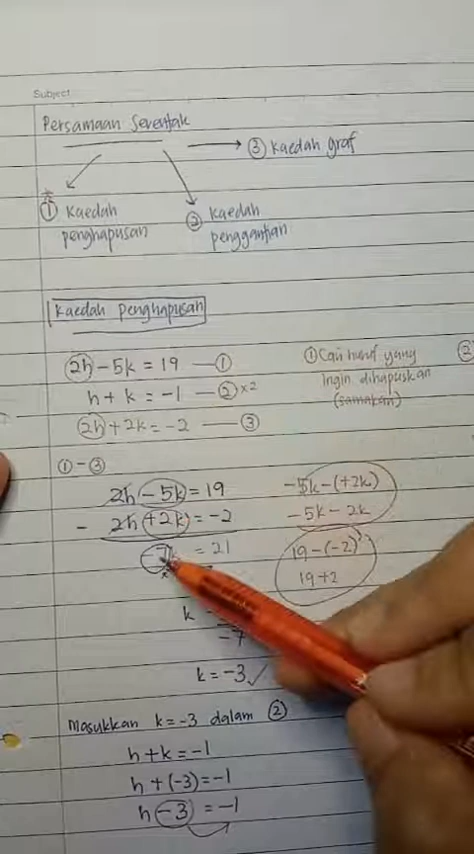 Subject
Persamaan Serentak
③ Kaedah graf
① Kaedah penghapusan
② Kaedah penggantian
Kaedah Penghapusan
2h - 5k = 19 — ①
h + k = -1 — ② ×2
2h + 2k = -2 — ③
① Cari huruf yang
ingin dihapuskan
(samakan)
②
① - ③
2h - 5k = 19
- 2h + 2k = -2
-7k = 21
-5k - (+2k)
-5k - 2k
19 - (-2)
19 + 2
k
-7
k = -3 ✓
Masukkan k = -3 dalam ②
h + k = -1
h + (-3) = -1
h - 3 = -1